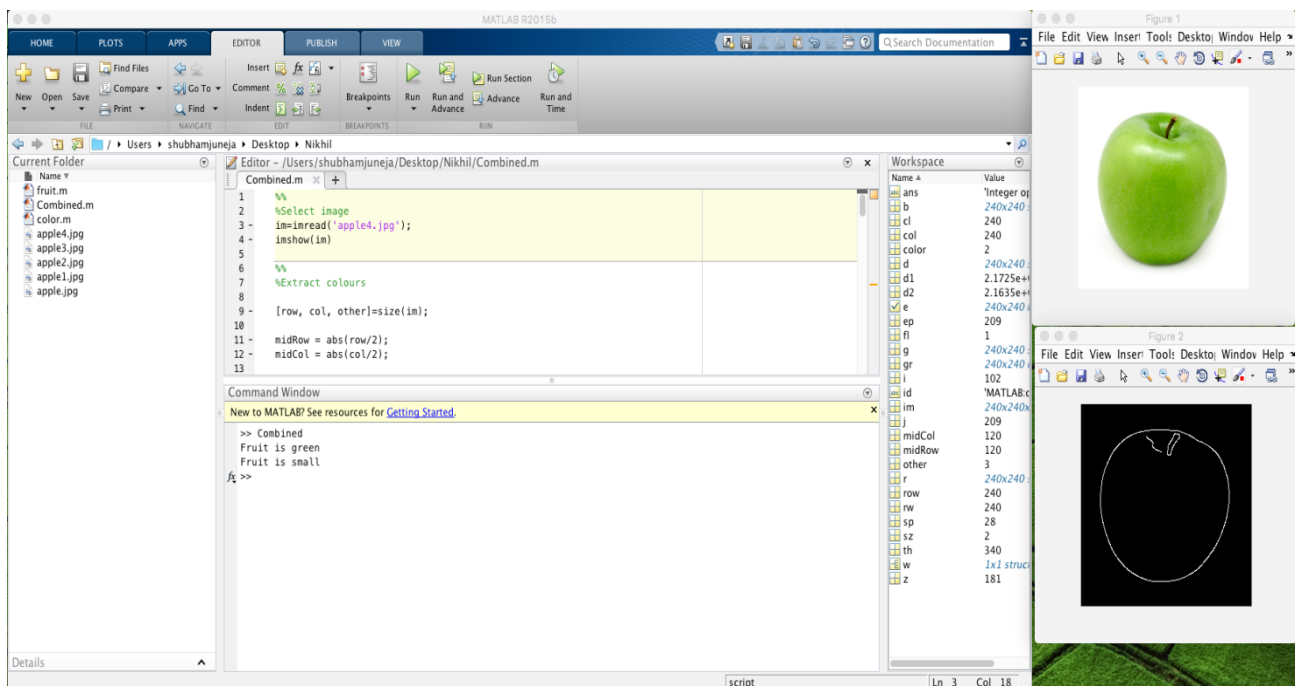 MATLAB R2015b
HOME PLOTS APPS EDITOR PUBLISH VIEW
Search Documentation
New Open Save
Find Files
Compare
Print
FILE
Go To
Find
NAVIGATE
Insert fx
Comment %
Indent
EDIT
Breakpoints
BREAKPOINTS
Run
Run and Advance
Run Section
Advance
Run and Time
RUN
/ Users shubhamjuneja Desktop Nikhil
Current Folder
Name
fruit.m
Combined.m
color.m
apple4.jpg
apple3.jpg
apple2.jpg
apple1.jpg
apple.jpg
Details
Editor - /Users/shubhamjuneja/Desktop/Nikhil/Combined.m
Combined.m × +
1 %%
2 %Select image
3 - im=imread('apple4.jpg');
4 - imshow(im)
5
6 %%
7 %Extract colours
8
9 - [row, col, other]=size(im);
10
11 - midRow = abs(row/2);
12 - midCol = abs(col/2);
13
Command Window
New to MATLAB? See resources for Getting Started.
>> Combined
Fruit is green
Fruit is small
fx >>
Workspace
Name Value
ans 'Integer op
b 240x240
cl 240
col 240
color 2
d 240x240
d1 2.1725e+
d2 2.1635e+
e 240x240
ep 209
fl 1
g 240x240
gr 240x240
i 102
id 'MATLAB:c
im 240x240x
j 209
midCol 120
midRow 120
other 3
r 240x240
row 240
rw 240
sp 28
sz 2
th 340
w 1x1 struc
z 181
script Ln 3 Col 18
Figure 1
File Edit View Insert Tools Desktop Window Help
Figure 2
File Edit View Insert Tools Desktop Window Help